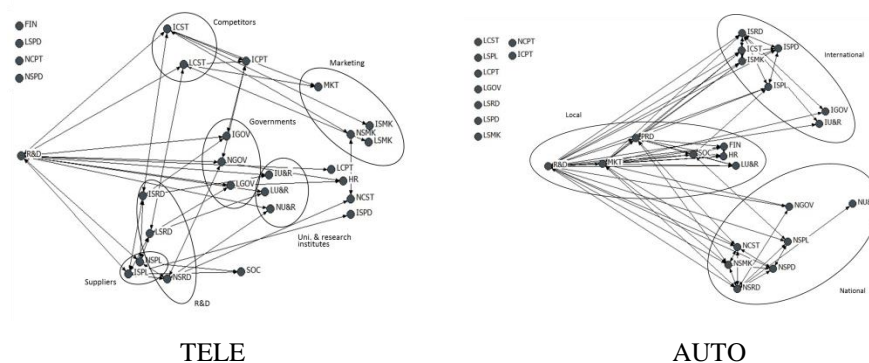 FIN
LSPD
NCPT
NSPD
ICST
Competitors
LCST
ICPT
Marketing
MKT
ISMK
NSMK
LSMK
Governments
IGOV
R&D
NGOV
LCPT
IU&R
HR
LGOV
LU&R
ISRD
NCST
NU&R
ISPD
LSRD
Uni. & research
institutes
NSPL
ISPL
SOC
NSRD
Suppliers
R&D
TELE
LCST
NCPT
LSPL
ICPT
LCPT
LGOV
LSRD
LSPD
LSMK
ISRD
ICST
ISPD
ISMK
International
ISPL
IGOV
IU&R
Local
PRD
FIN
SOC
HR
R&D
MKT
LU&R
NGOV
NU&
NCST
NSPL
NSMK
NSPD
NSRD
National
AUTO